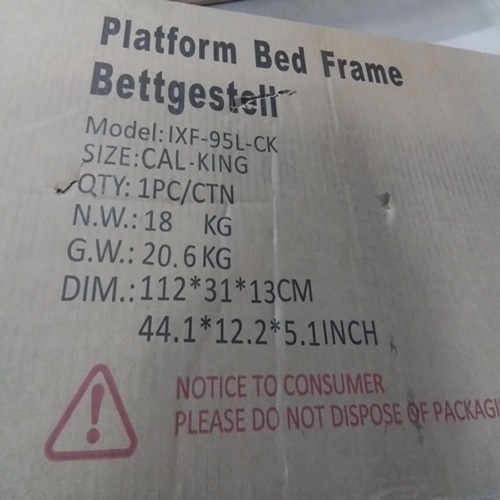 Platform Bed Frame
Bettgestell
Model: IXF-95L-CK
SIZE: CAL-KING
QTY: 1PC/CTN
N.W.: 18 KG
G.W.: 20.6 KG
DIM.: 112*31*13CM
44.1*12.2*5.1INCH
NOTICE TO CONSUMER
PLEASE DO NOT DISPOSE OF PACKAGI